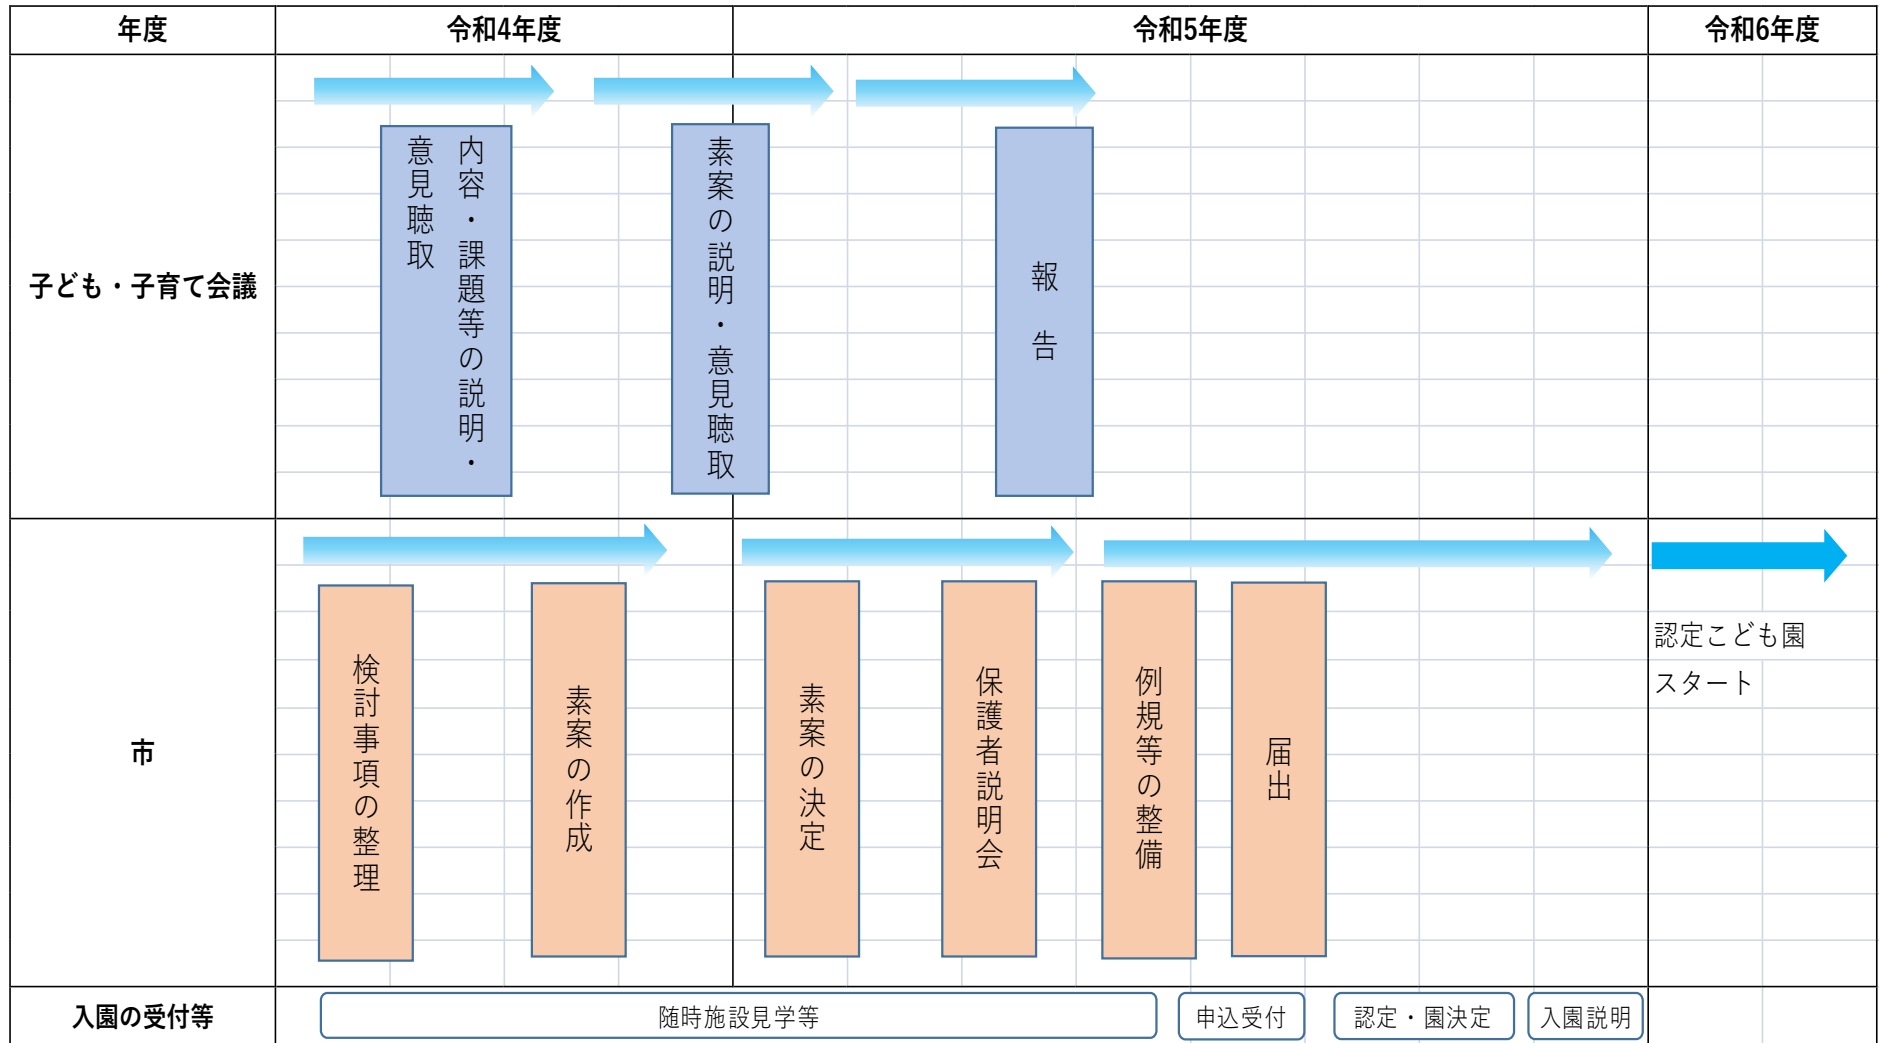 年度
令和4年度
令和5年度
令和6年度
子ども・子育て会議
内容・課題等の説明・
意見聴取
素案の説明・意見聴取
報告
市
検討事項の整理
素案の作成
素案の決定
保護者説明会
例規等の整備
届出
認定こども園
スタート
入園の受付等
随時施設見学等
申込受付
認定・園決定
入園説明